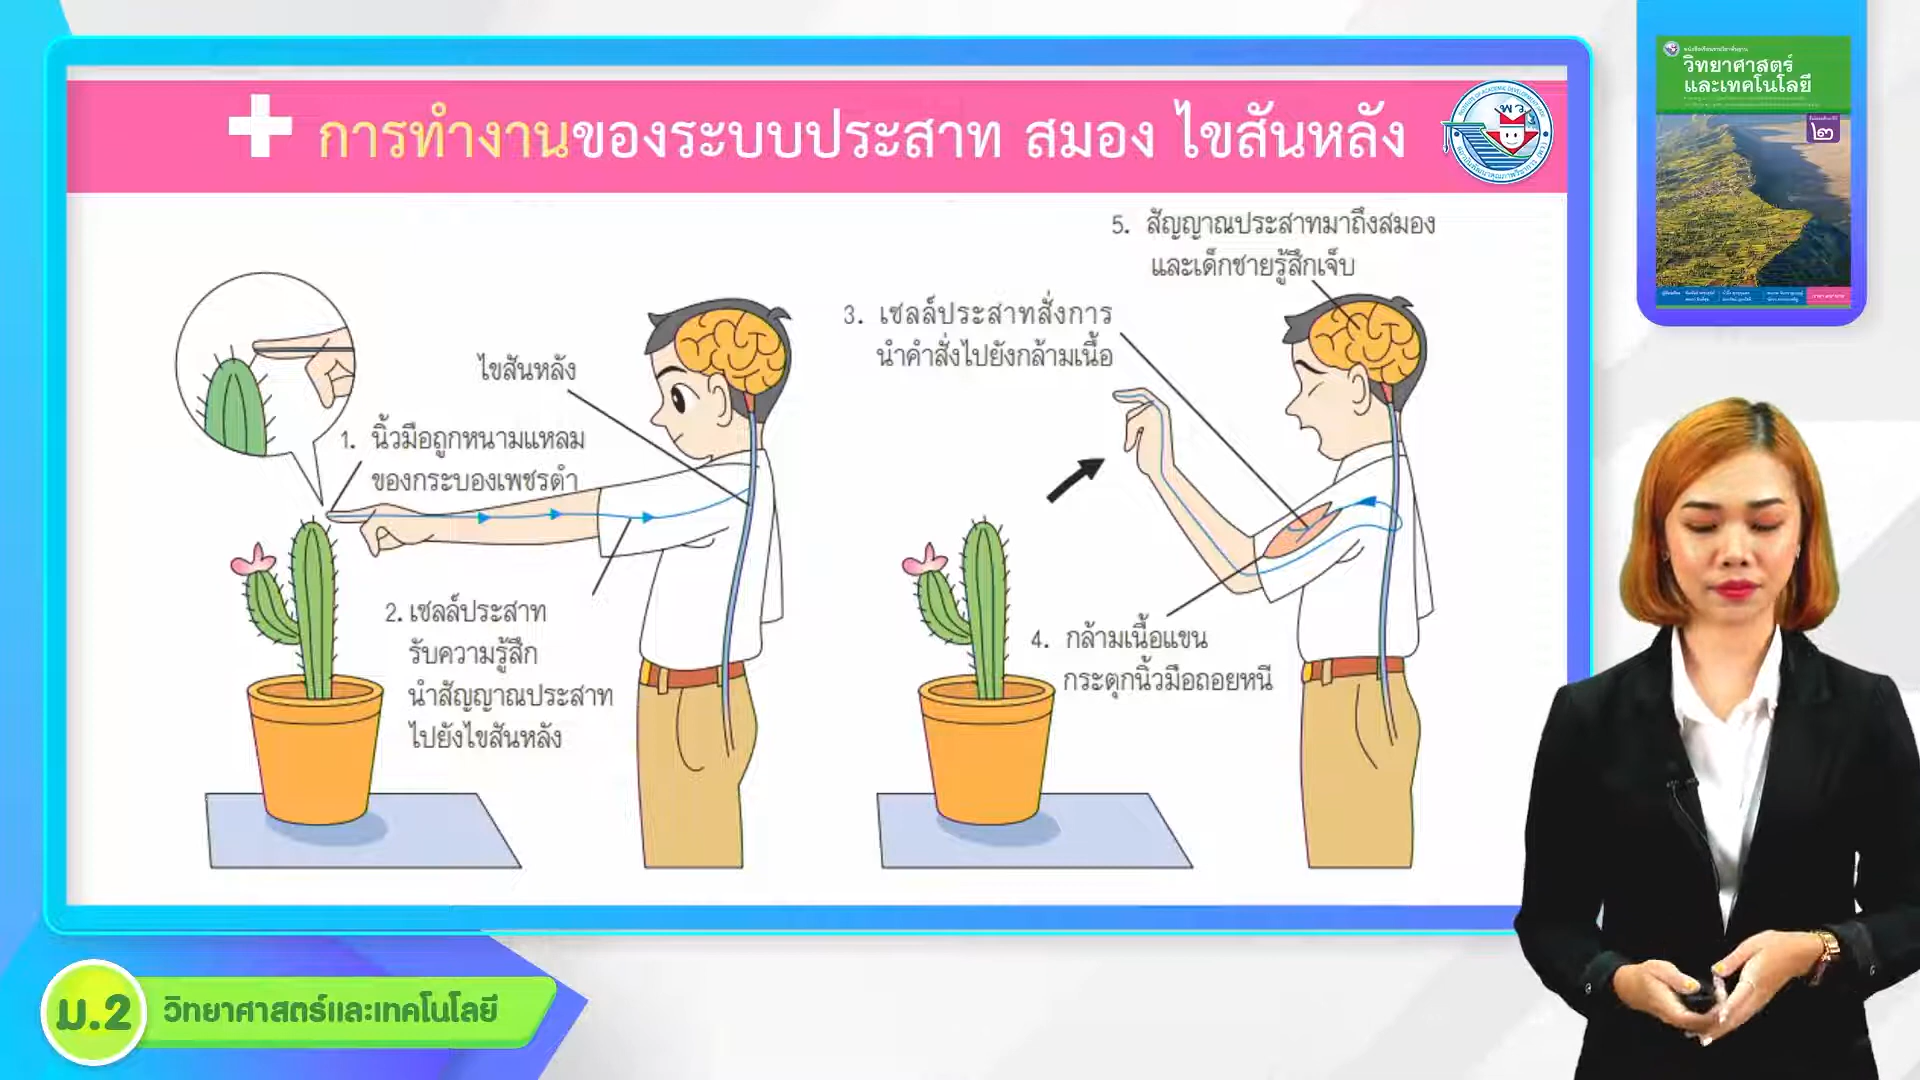 การทำงานของระบบประสาท สมอง ไขสันหลัง
ไขสันหลัง
1. นิ้วมือถูกหนามแหลม
ของกระบองเพชรตำ
2. เซลล์ประสาท
รับความรู้สึก
นำสัญญาณประสาท
ไปยังไขสันหลัง
3. เซลล์ประสาทสั่งการ
นำคำสั่งไปยังกล้ามเนื้อ
4. กล้ามเนื้อแขน
กระตุกนิ้วมือถอยหนี
5. สัญญาณประสาทมาถึงสมอง
และเด็กชายรู้สึกเจ็บ
พว
วิทยาศาสตร์
และเทคโนโลยี
๒
ม.2 วิทยาศาสตร์และเทคโนโลยี